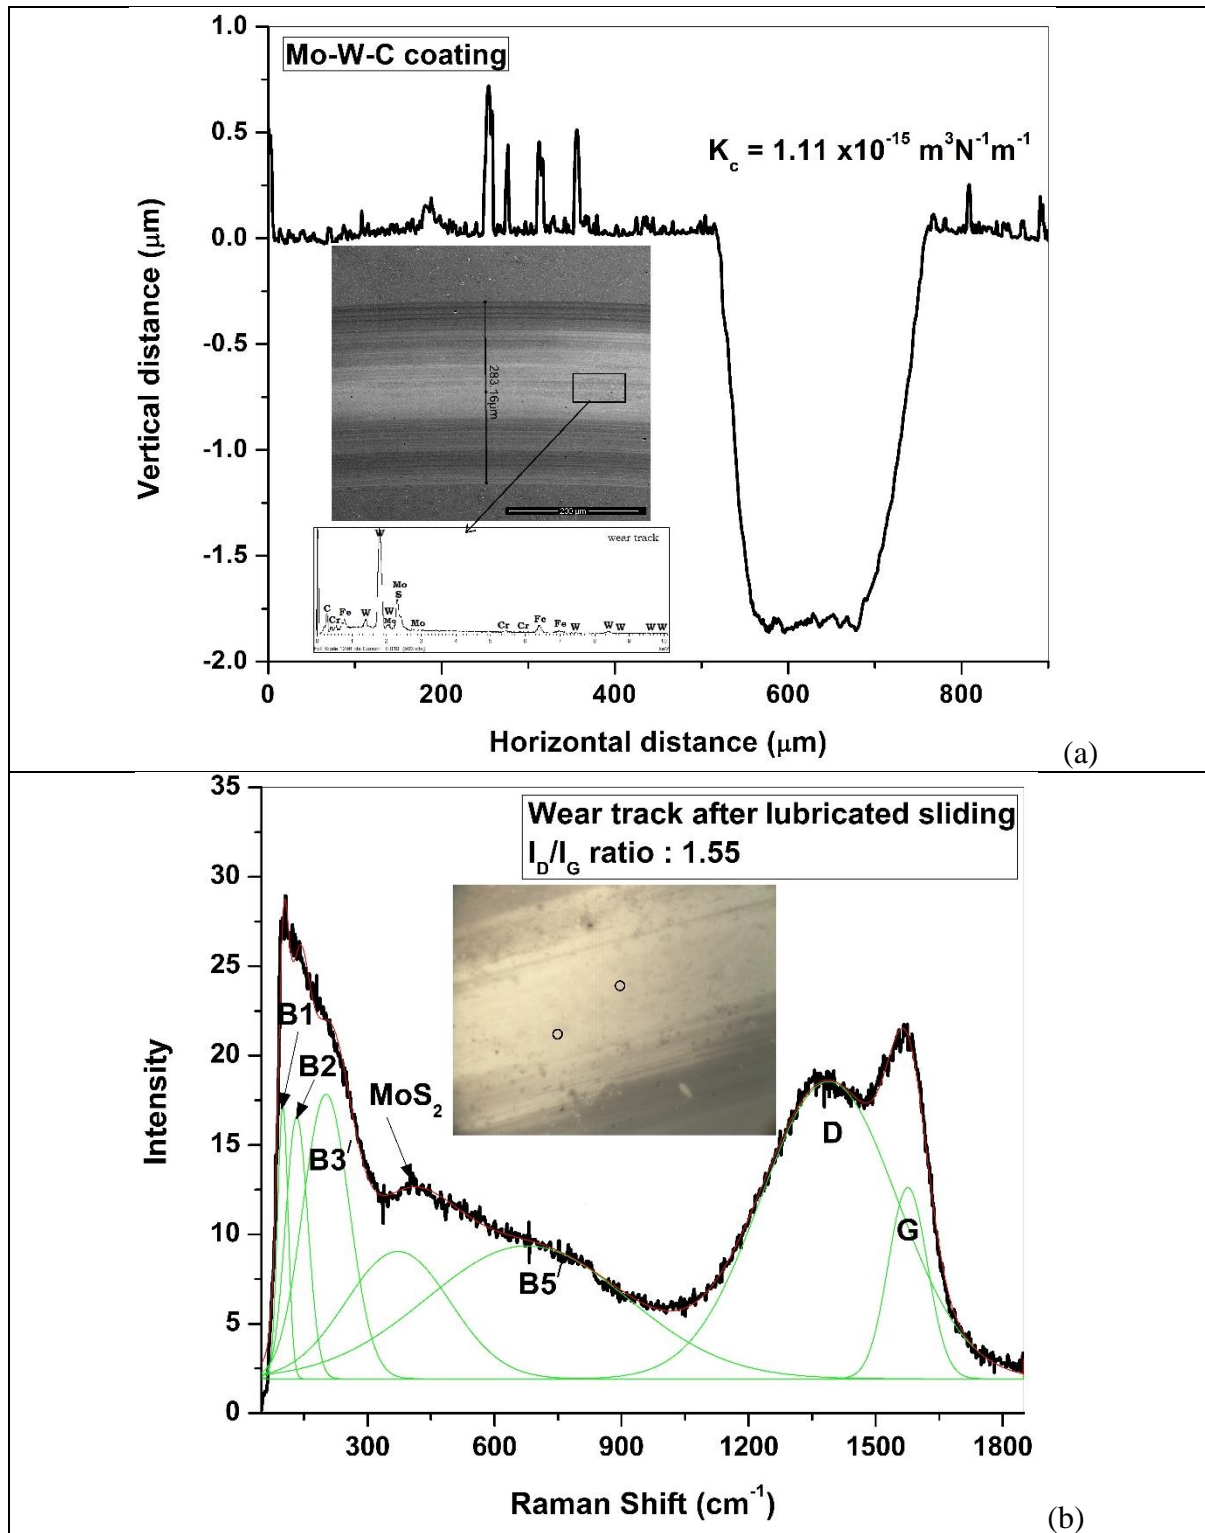 Mo-W-C coating
K_c = 1.11 x10^-15 m^3N^-1m^-1
1.0
0.5
0.0
-0.5
-1.0
-1.5
-2.0
Vertical distance (μm)
283.16μm
200 μm
wear track
W
Mo
S
C
Cr
Fe
W
W
Mo
Mo
Cr
Cr
Fe
Fe
W
W W
W W
0 200 400 600 800
Horizontal distance (μm)
(a)
Wear track after lubricated sliding
I_D/I_G ratio : 1.55
35
30
25
20
15
10
5
0
Intensity
B1
B2
B3
MoS_2
B5
D
G
300 600 900 1200 1500 1800
Raman Shift (cm^-1)
(b)